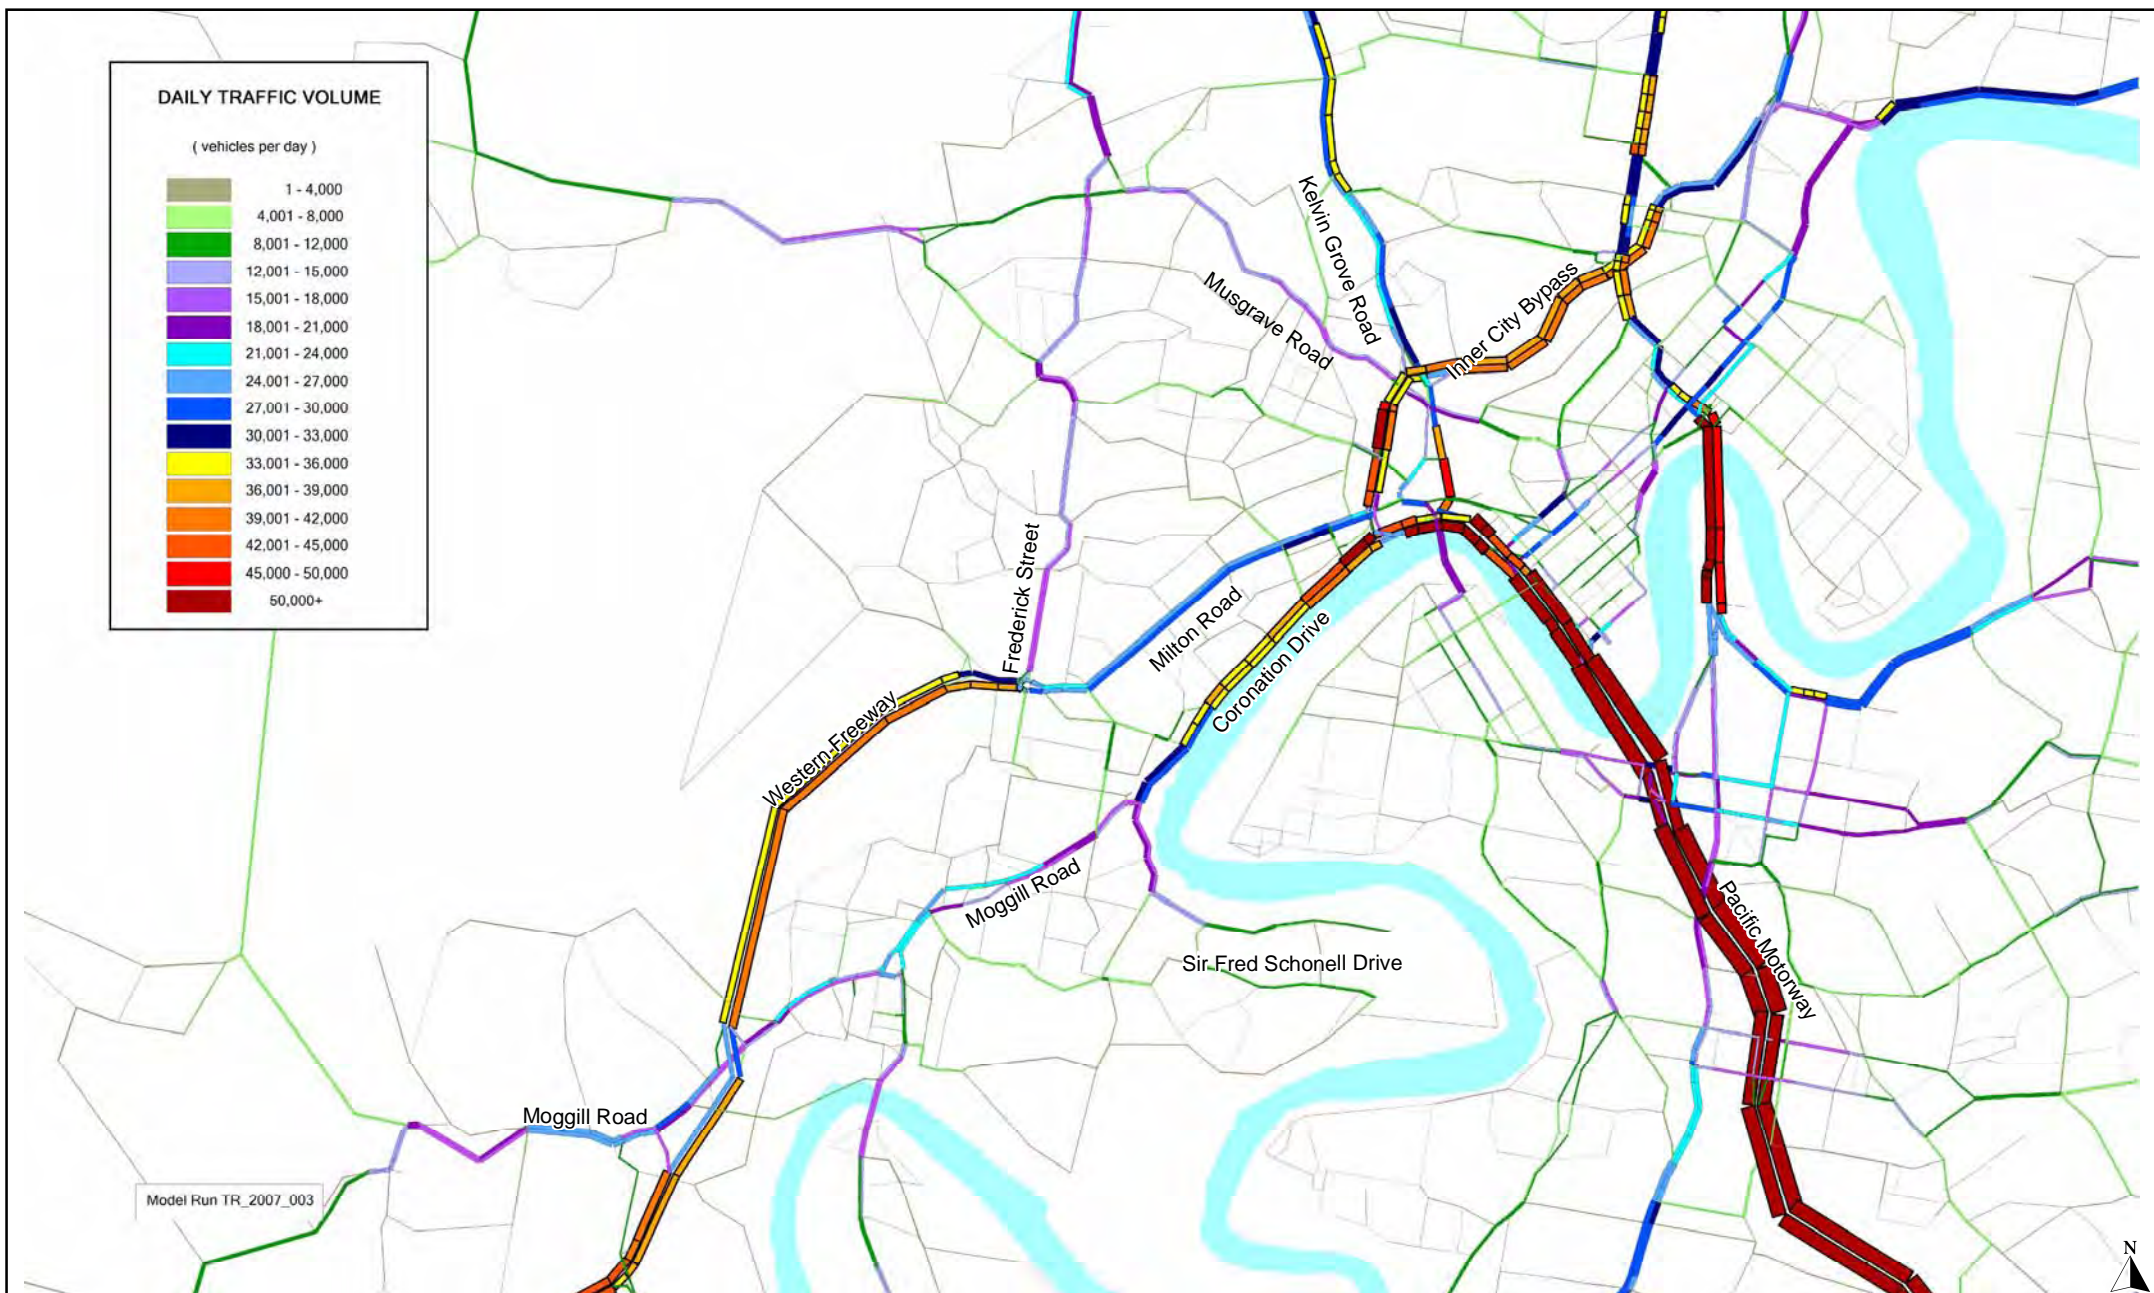 DAILY TRAFFIC VOLUME
( vehicles per day )
1 - 4,000
4,001 - 8,000
8,001 - 12,000
12,001 - 15,000
15,001 - 18,000
18,001 - 21,000
21,001 - 24,000
24,001 - 27,000
27,001 - 30,000
30,001 - 33,000
33,001 - 36,000
36,001 - 39,000
39,001 - 42,000
42,001 - 45,000
45,000 - 50,000
50,000+
Kelvin Grove Road
Musgrave Road
Inner City Bypass
Frederick Street
Milton Road
Coronation Drive
Western Freeway
Moggill Road
Sir Fred Schonell Drive
Pacific Motorway
Moggill Road
Model Run TR_2007_003
N